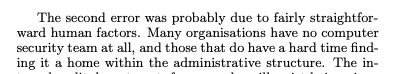 The second error was probably due to fairly straightfor-
ward human factors. Many organisations have no computer
security team at all, and those that do have a hard time find-
ing it a home within the administrative structure. The in-